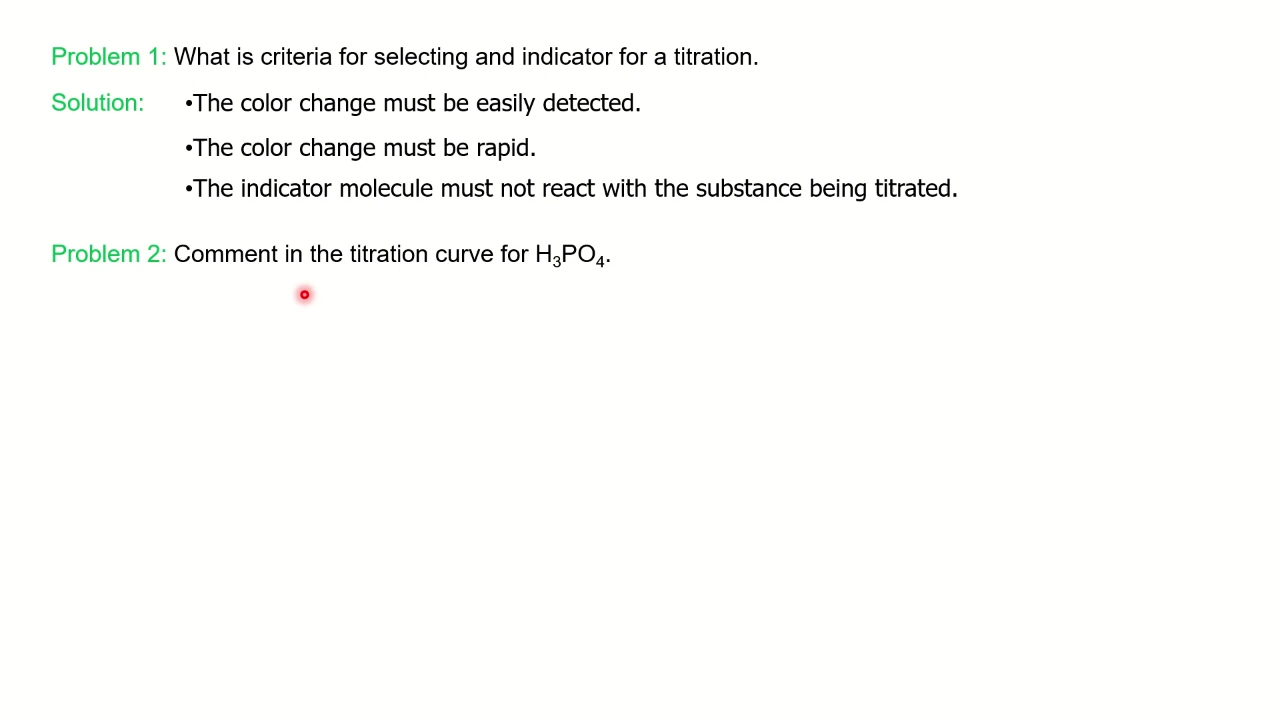 Problem 1: What is criteria for selecting and indicator for a titration.
Solution: •The color change must be easily detected.
•The color change must be rapid.
•The indicator molecule must not react with the substance being titrated.
Problem 2: Comment in the titration curve for H₃PO₄.